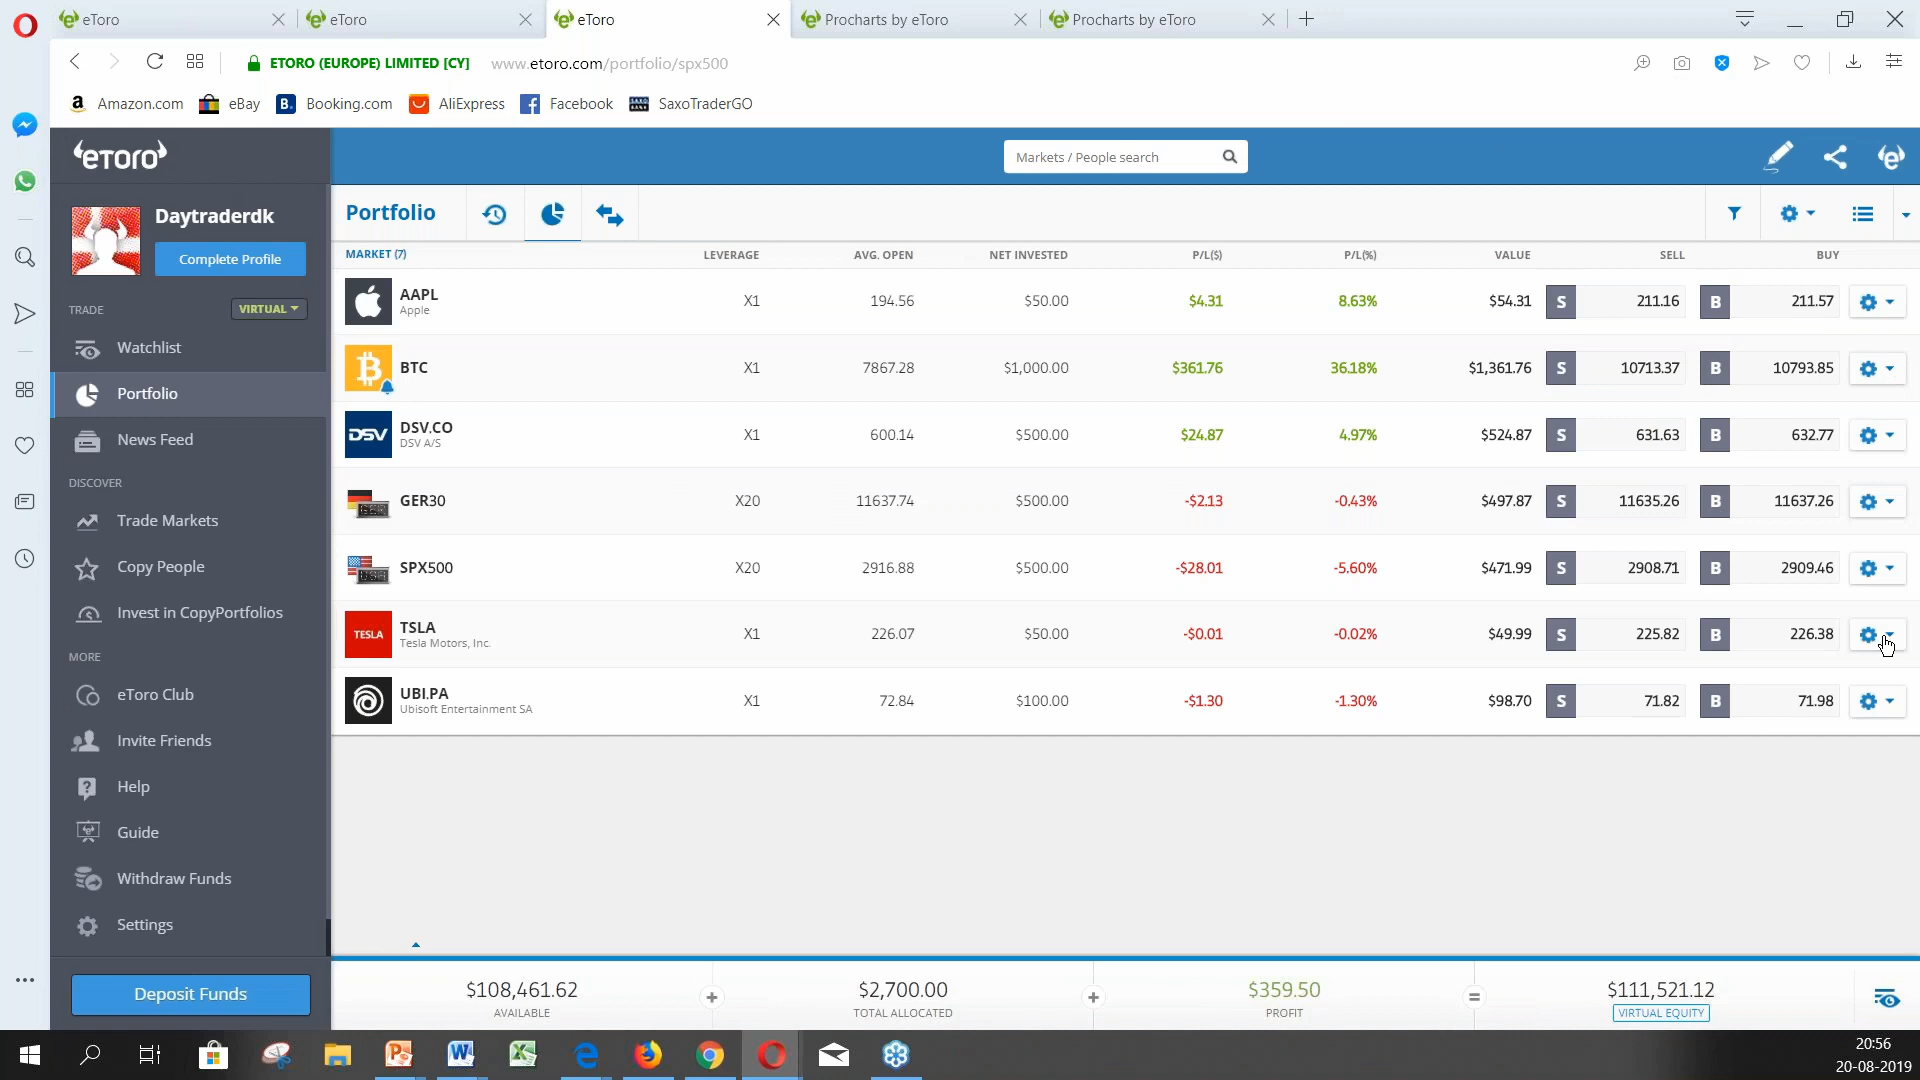 eToro
eToro
eToro
Procharts by eToro
Procharts by eToro
ETORO (EUROPE) LIMITED [CY] www.etoro.com/portfolio/spx500
Amazon.com eBay Booking.com AliExpress Facebook SaxoTraderGO
eToro
Markets / People search
Daytraderdk
Complete Profile
TRADE VIRTUAL
Watchlist
Portfolio
News Feed
DISCOVER
Trade Markets
Copy People
Invest in CopyPortfolios
MORE
eToro Club
Invite Friends
Help
Guide
Withdraw Funds
Settings
Deposit Funds
Portfolio
MARKET (7) LEVERAGE AVG. OPEN NET INVESTED P/L($) P/L(%) VALUE SELL BUY
AAPL X1 194.56 $50.00 $4.31 8.63% $54.31 S 211.16 B 211.57
Apple
BTC X1 7867.28 $1,000.00 $361.76 36.18% $1,361.76 S 10713.37 B 10793.85
DSV DSV.CO X1 600.14 $500.00 $24.87 4.97% $524.87 S 631.63 B 632.77
DSV A/S
GER30 X20 11637.74 $500.00 -$2.13 -0.43% $497.87 S 11635.26 B 11637.26
SPX500 X20 2916.88 $500.00 -$28.01 -5.60% $471.99 S 2908.71 B 2909.46
TESLA TSLA X1 226.07 $50.00 -$0.01 -0.02% $49.99 S 225.82 B 226.38
Tesla Motors, Inc.
UBI.PA X1 72.84 $100.00 -$1.30 -1.30% $98.70 S 71.82 B 71.98
Ubisoft Entertainment SA
$108,461.62 + $2,700.00 + $359.50 = $111,521.12
AVAILABLE TOTAL ALLOCATED PROFIT VIRTUAL EQUITY
20:56
20-08-2019